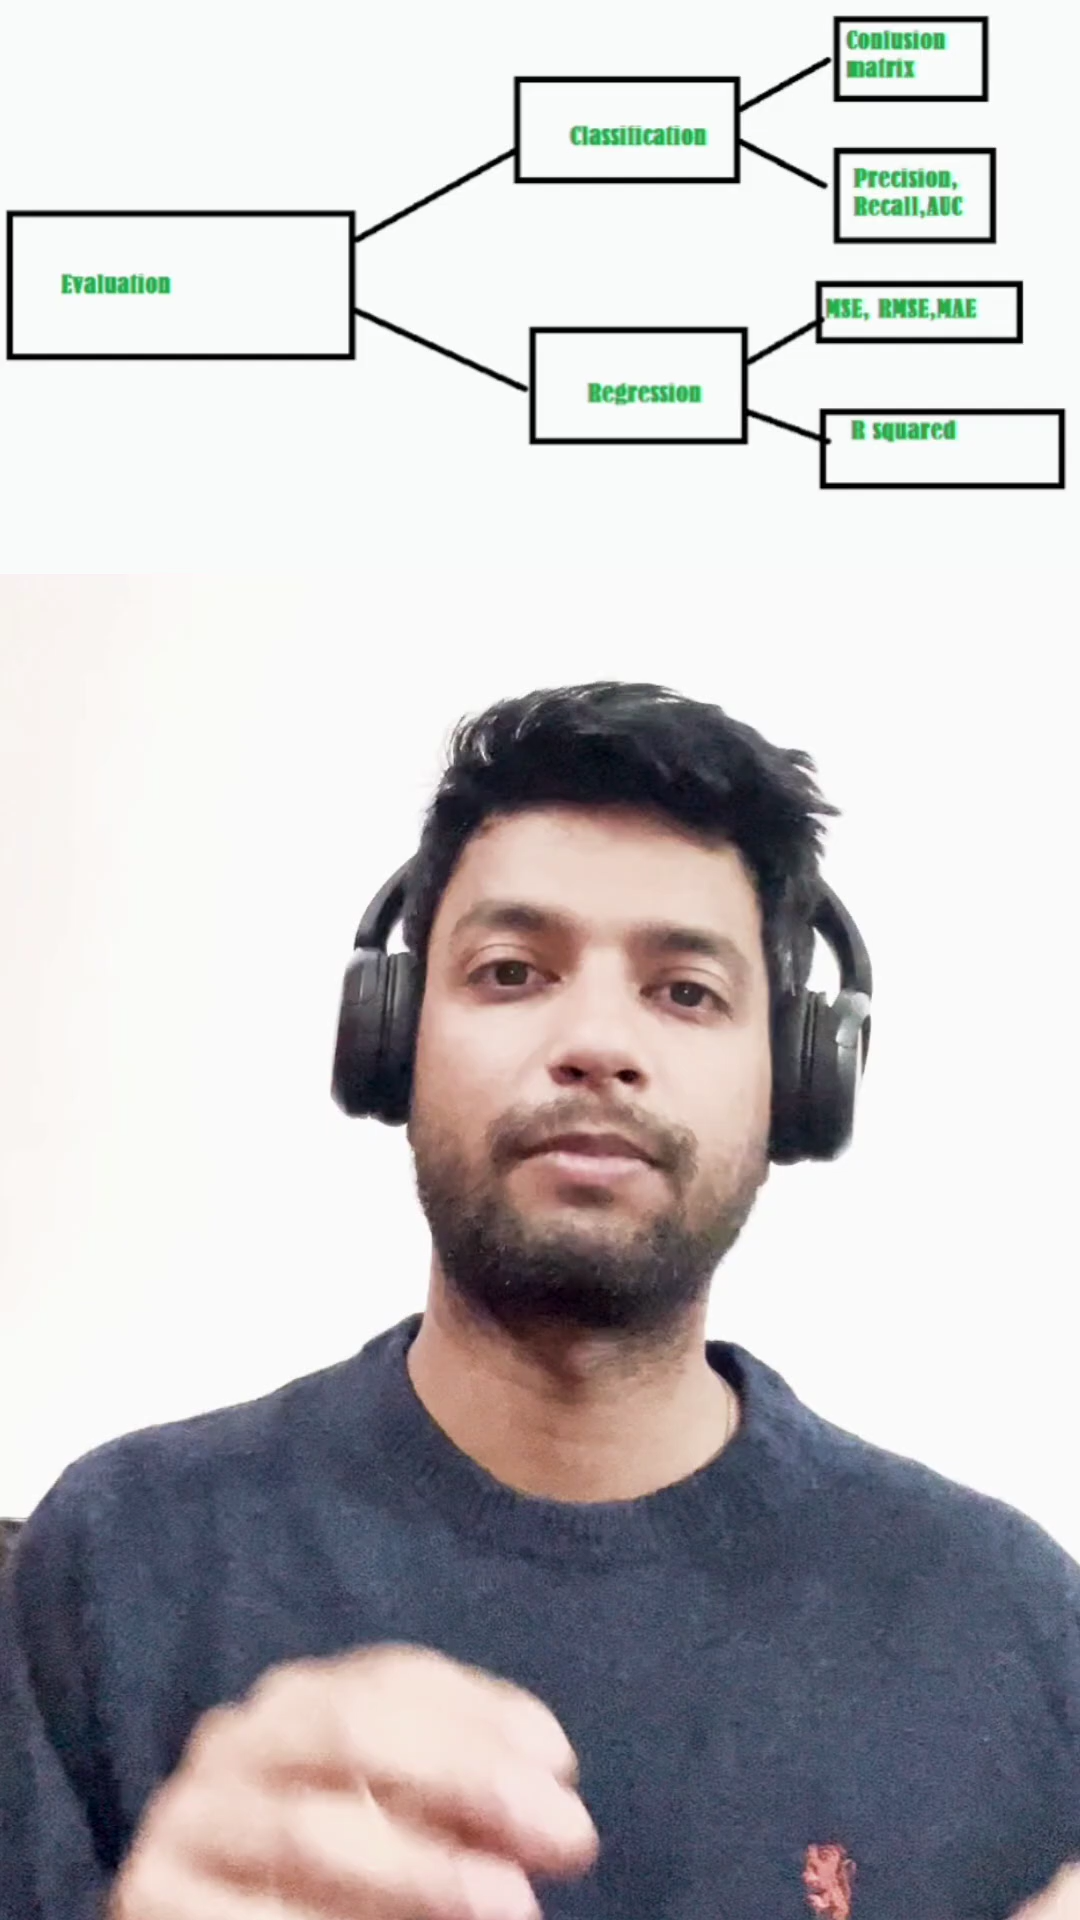 Confusion
matrix
Classification
Precision,
Recall,AUC
Evaluation
MSE, RMSE,MAE
Regression
R squared